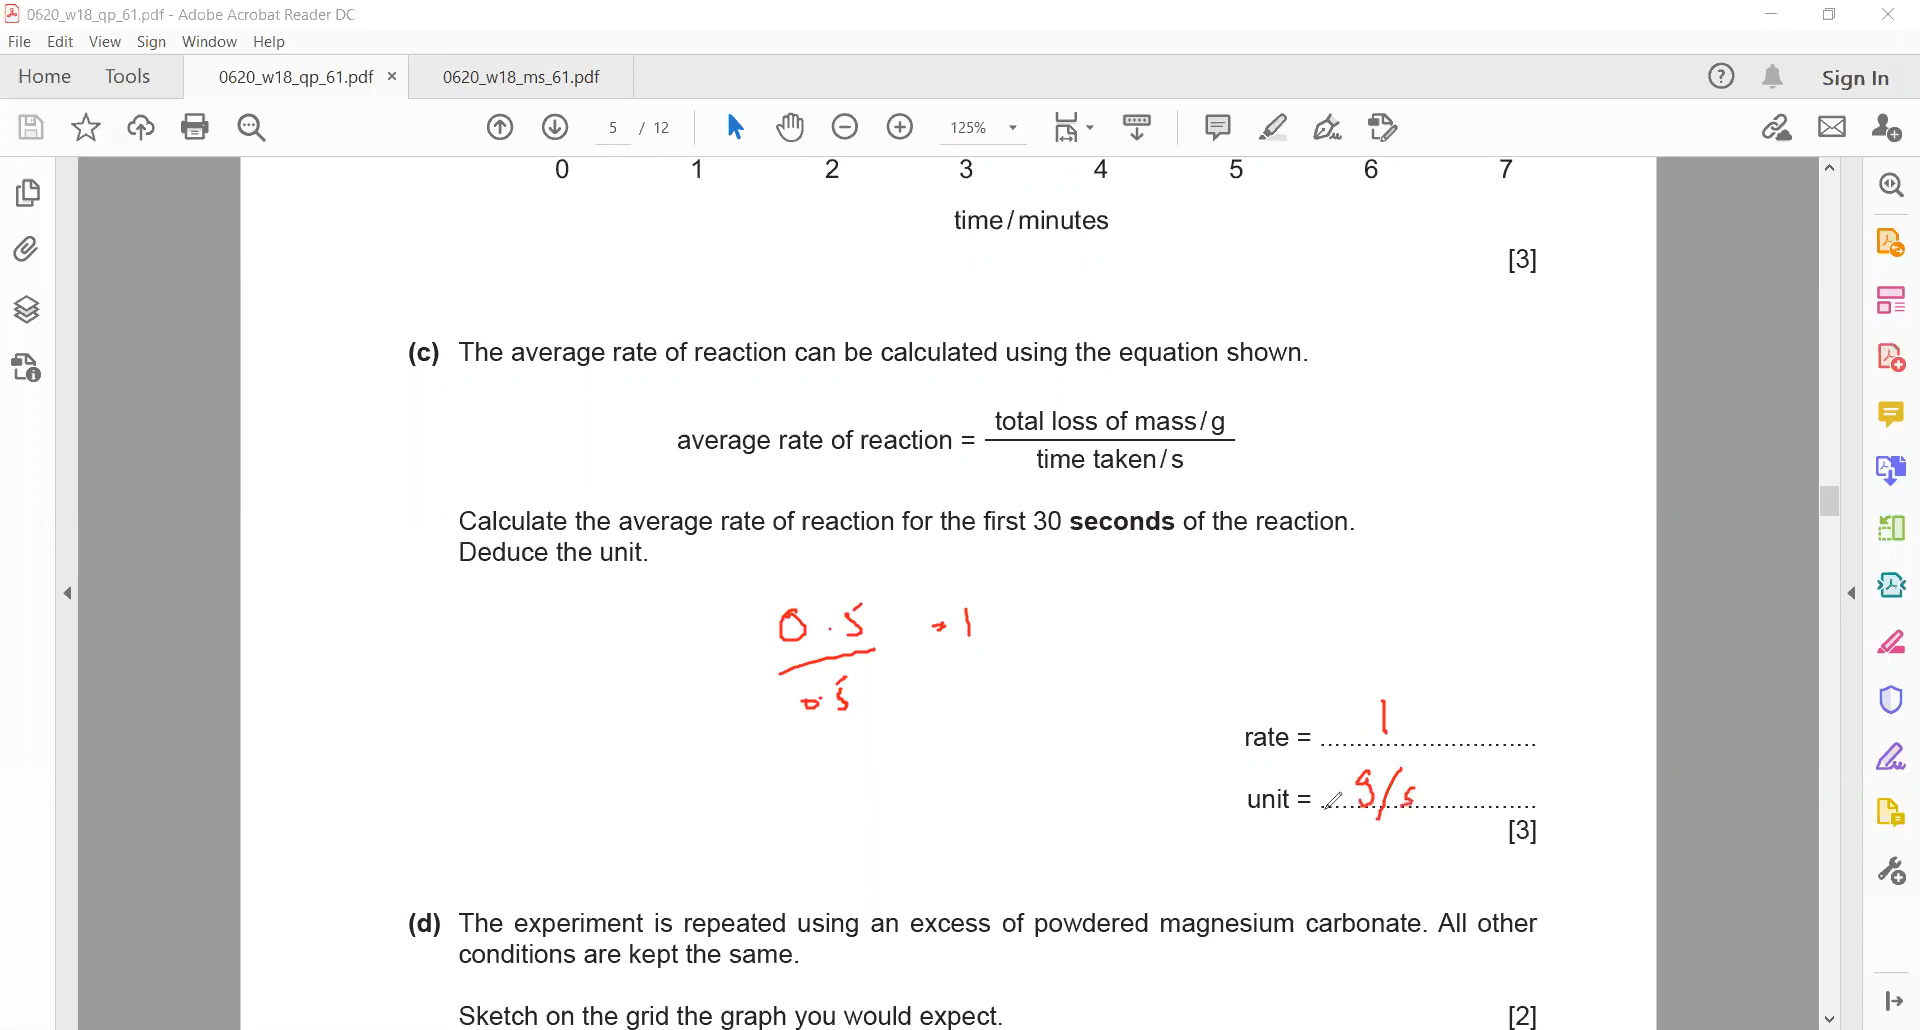 0620_w18_qp_61.pdf - Adobe Acrobat Reader DC
File Edit View Sign Window Help
Home Tools 0620_w18_qp_61.pdf × 0620_w18_ms_61.pdf Sign In
5 / 12 125%
0 1 2 3 4 5 6 7
time / minutes
[3]
(c) The average rate of reaction can be calculated using the equation shown.
total loss of mass / g
average rate of reaction =
time taken / s
Calculate the average rate of reaction for the first 30 seconds of the reaction.
Deduce the unit.
0.5 = 1
0.5
1
rate = ..............................
g/s
unit = ..............................
[3]
(d) The experiment is repeated using an excess of powdered magnesium carbonate. All other
conditions are kept the same.
Sketch on the grid the graph you would expect. [2]